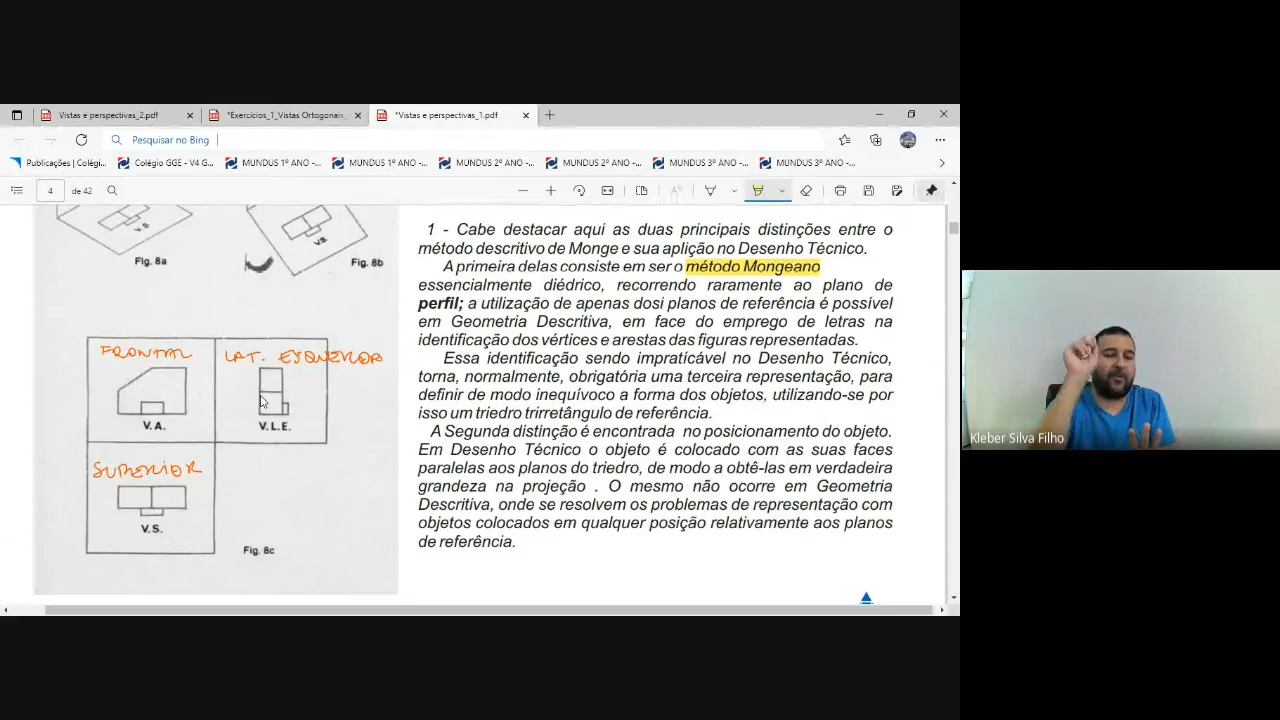 Vistas e perspectivas_2.pdf
*Exercícios_1_Vistas Ortogonais_
*Vistas e perspectivas_1.pdf
Pesquisar no Bing
Publicações | Colégi...
Colégio GGE - V4 G...
MUNDUS 1º ANO -...
MUNDUS 1º ANO -...
MUNDUS 2º ANO -...
MUNDUS 2º ANO -...
MUNDUS 3º ANO -...
MUNDUS 3º ANO -...
4
de 42
V.S
Fig. 8a
V.S.
Fig. 8b
FRONTAL
LAT. ESQUERDA
V.A.
V.L.E.
SUPERIOR
V.S.
Fig. 8c
1 - Cabe destacar aqui as duas principais distinções entre o
método descritivo de Monge e sua aplição no Desenho Técnico.
A primeira delas consiste em ser o método Mongeano
essencialmente diédrico, recorrendo raramente ao plano de
perfil; a utilização de apenas dosi planos de referência é possível
em Geometria Descritiva, em face do emprego de letras na
identificação dos vértices e arestas das figuras representadas.
Essa identificação sendo impratícável no Desenho Técnico,
torna, normalmente, obrigatória uma terceira representação, para
definir de modo inequívoco a forma dos objetos, utilizando-se por
isso um triedro trirretângulo de referência.
A Segunda distinção é encontrada no posicionamento do objeto.
Em Desenho Técnico o objeto é colocado com as suas faces
paralelas aos planos do triedro, de modo a obtê-las em verdadeira
grandeza na projeção . O mesmo não ocorre em Geometria
Descritiva, onde se resolvem os problemas de representação com
objetos colocados em qualquer posição relativamente aos planos
de referência.
Kleber Silva Filho